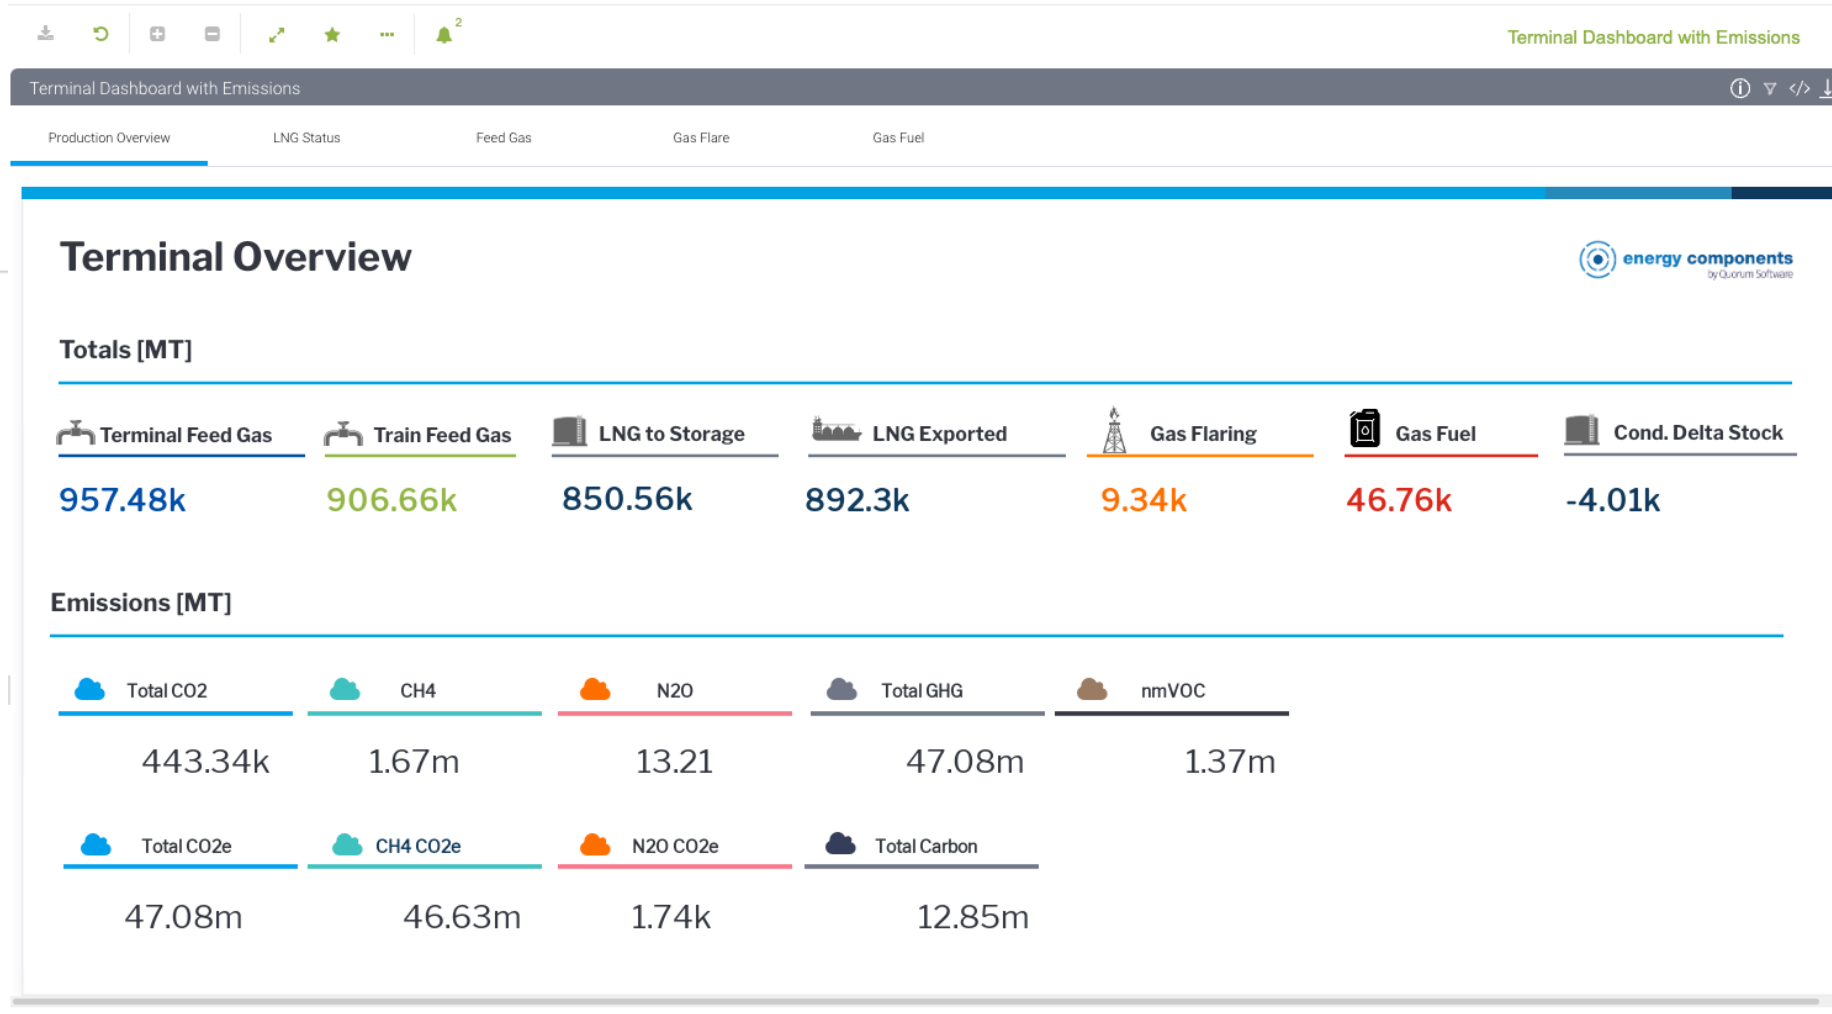 2
Terminal Dashboard with Emissions
Terminal Dashboard with Emissions
Production Overview
LNG Status
Feed Gas
Gas Flare
Gas Fuel
Terminal Overview
energy components
by Quorum Software
Totals [MT]
Terminal Feed Gas
Train Feed Gas
LNG to Storage
LNG Exported
Gas Flaring
Gas Fuel
Cond. Delta Stock
957.48k
906.66k
850.56k
892.3k
9.34k
46.76k
-4.01k
Emissions [MT]
Total CO2
CH4
N2O
Total GHG
nmVOC
443.34k
1.67m
13.21
47.08m
1.37m
Total CO2e
CH4 CO2e
N2O CO2e
Total Carbon
47.08m
46.63m
1.74k
12.85m